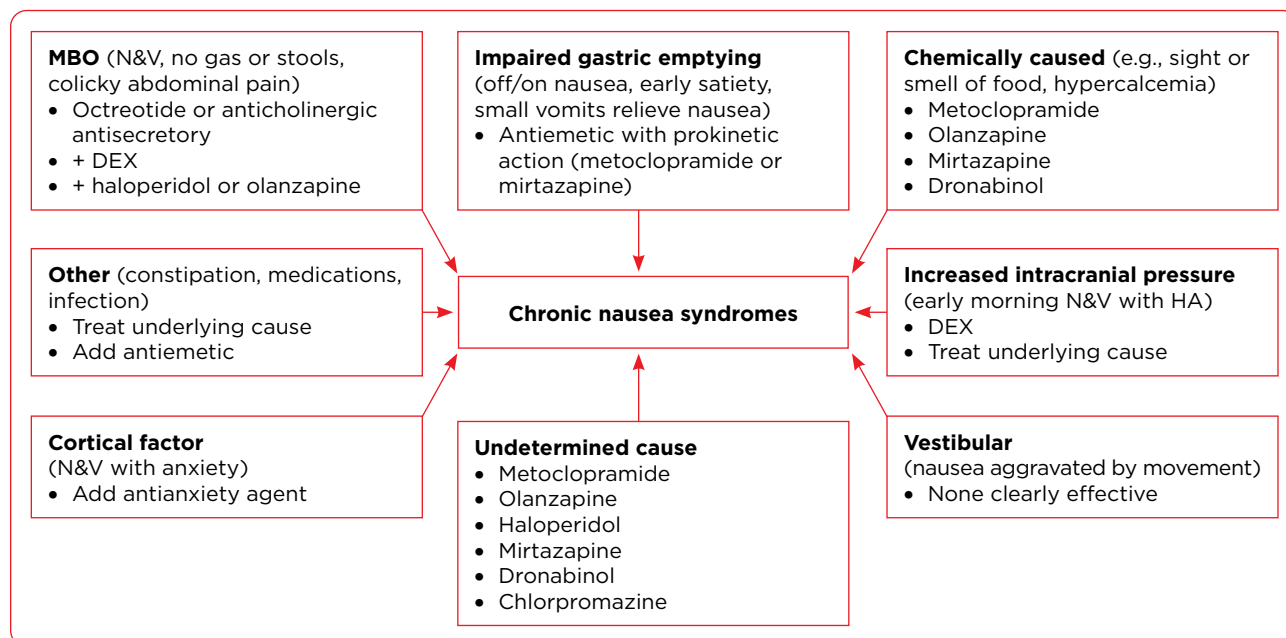 MBO (N&V, no gas or stools,
colicky abdominal pain)
• Octreotide or anticholinergic
antisecretory
• + DEX
• + haloperidol or olanzapine
Impaired gastric emptying
(off/on nausea, early satiety,
small vomits relieve nausea)
• Antiemetic with prokinetic
action (metoclopramide or
mirtazapine)
Chemically caused (e.g., sight or
smell of food, hypercalcemia)
• Metoclopramide
• Olanzapine
• Mirtazapine
• Dronabinol
Other (constipation, medications,
infection)
• Treat underlying cause
• Add antiemetic
Chronic nausea syndromes
Increased intracranial pressure
(early morning N&V with HA)
• DEX
• Treat underlying cause
Cortical factor
(N&V with anxiety)
• Add antianxiety agent
Undetermined cause
• Metoclopramide
• Olanzapine
• Haloperidol
• Mirtazapine
• Dronabinol
• Chlorpromazine
Vestibular
(nausea aggravated by movement)
• None clearly effective